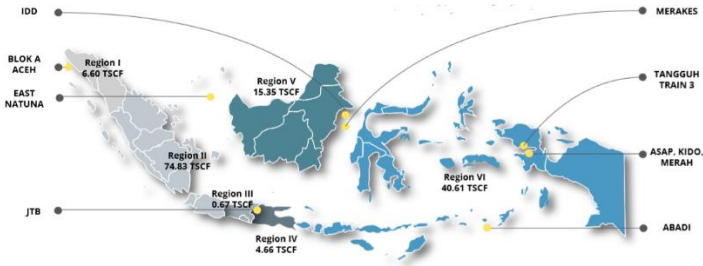 IDD
MERAKES
BLOK A
ACEH
Region I
6.60 TSCF
EAST
NATUNA
Region V
15.35 TSCF
TANGGUH
TRAIN 3
Region II
74.83 TSCF
ASAP, KIDO,
MERAH
Region VI
40.61 TSCF
Region III
0.67 TSCF
JTB
Region IV
4.66 TSCF
ABADI